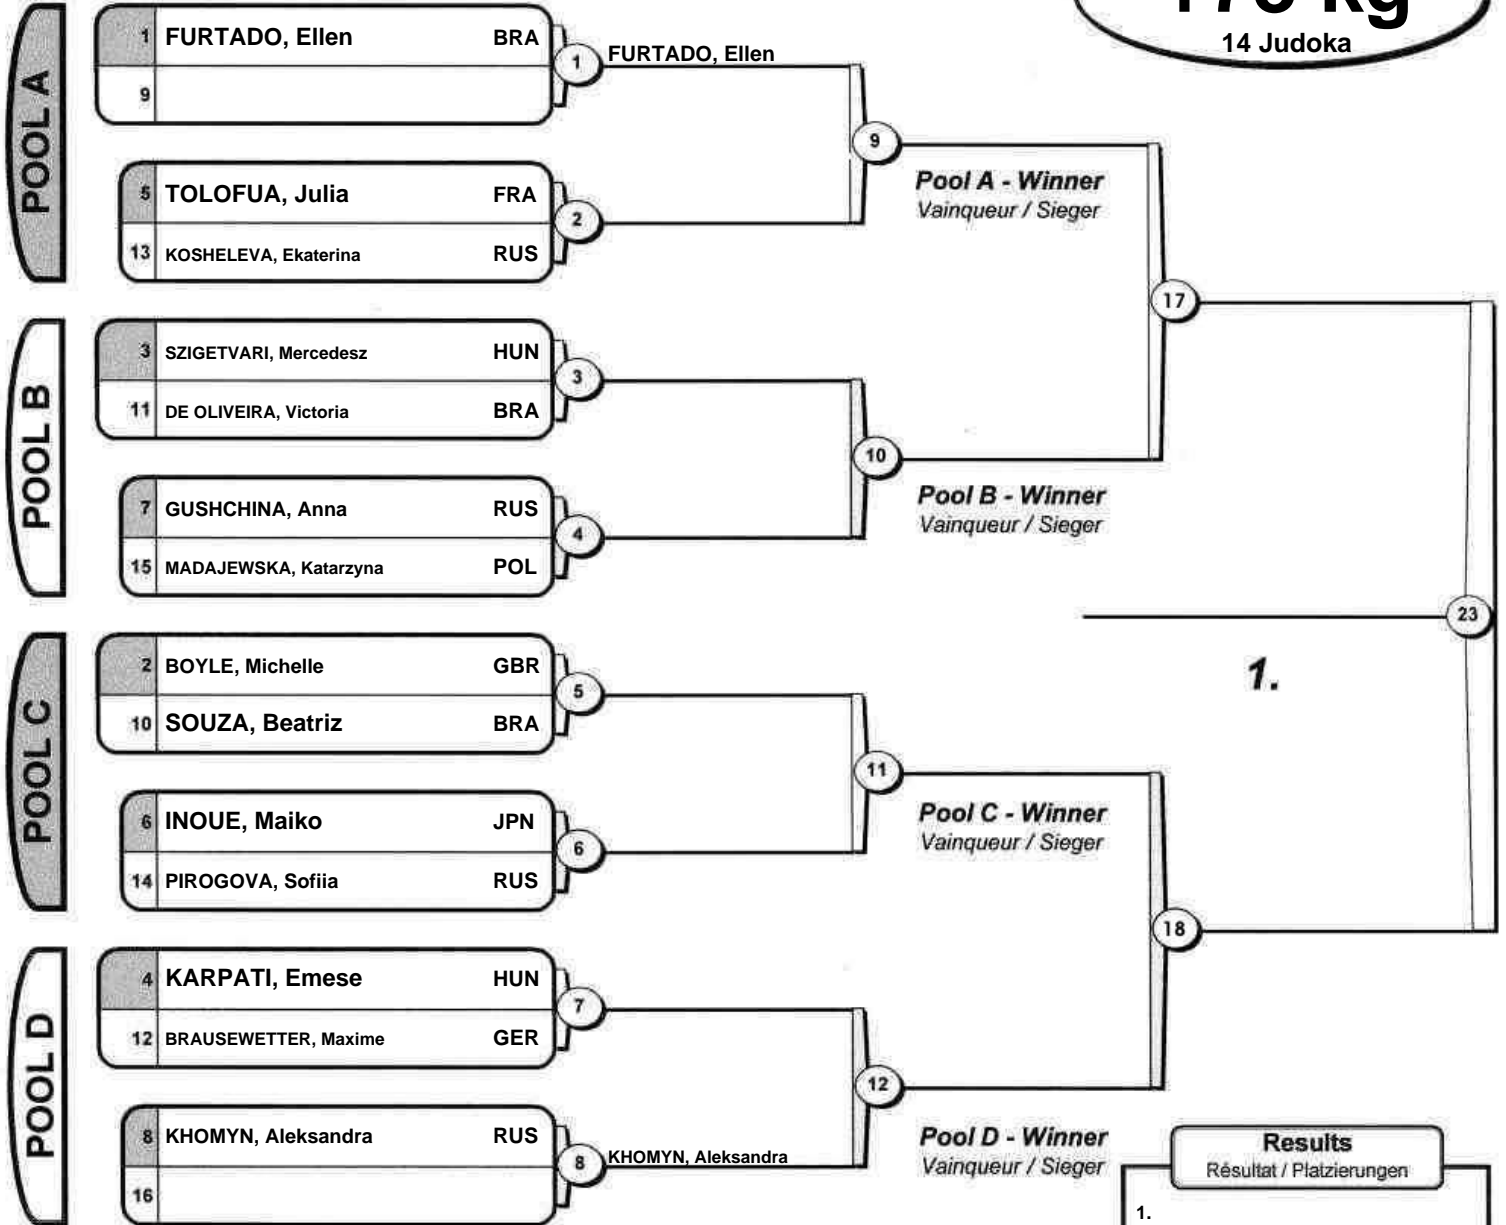 +78 kg
14 Judoka
POOL A
1 FURTADO, Ellen BRA
9
1
FURTADO, Ellen
5 TOLOFUA, Julia FRA
13 KOSHELEVA, Ekaterina RUS
2
9
Pool A - Winner
Vainqueur / Sieger
POOL B
3 SZIGETVARI, Mercedesz HUN
11 DE OLIVEIRA, Victoria BRA
3
7 GUSHCHINA, Anna RUS
15 MADAJEWSKA, Katarzyna POL
4
10
Pool B - Winner
Vainqueur / Sieger
17
POOL C
2 BOYLE, Michelle GBR
10 SOUZA, Beatriz BRA
5
6 INOUE, Maiko JPN
14 PIROGOVA, Sofiia RUS
6
11
Pool C - Winner
Vainqueur / Sieger
POOL D
4 KARPATI, Emese HUN
12 BRAUSEWETTER, Maxime GER
7
8 KHOMYN, Aleksandra RUS
16
8
KHOMYN, Aleksandra
12
Pool D - Winner
Vainqueur / Sieger
18
23
1.
Results
Résultat / Platzierungen
1.